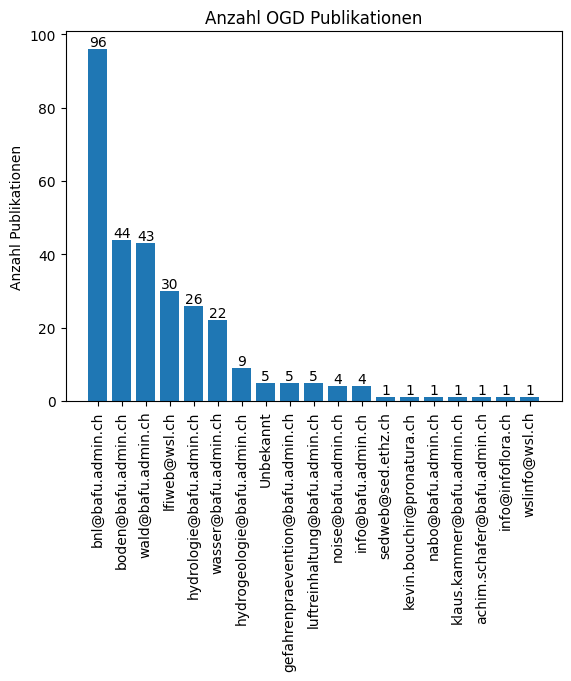 Anzahl OGD Publikationen
Anzahl Publikationen
100
80
60
40
20
0
96
44
43
30
26
22
9
5
5
5
4
4
1
1
1
1
1
1
1
bnl@bafu.admin.ch
boden@bafu.admin.ch
wald@bafu.admin.ch
lfiweb@wsl.ch
hydrologie@bafu.admin.ch
wasser@bafu.admin.ch
hydrogeologie@bafu.admin.ch
Unbekannt
gefahrenpraevention@bafu.admin.ch
luftreinhaltung@bafu.admin.ch
noise@bafu.admin.ch
info@bafu.admin.ch
sedweb@sed.ethz.ch
kevin.bouchir@pronatura.ch
nabo@bafu.admin.ch
klaus.kammer@bafu.admin.ch
achim.schafer@bafu.admin.ch
info@infoflora.ch
wslinfo@wsl.ch